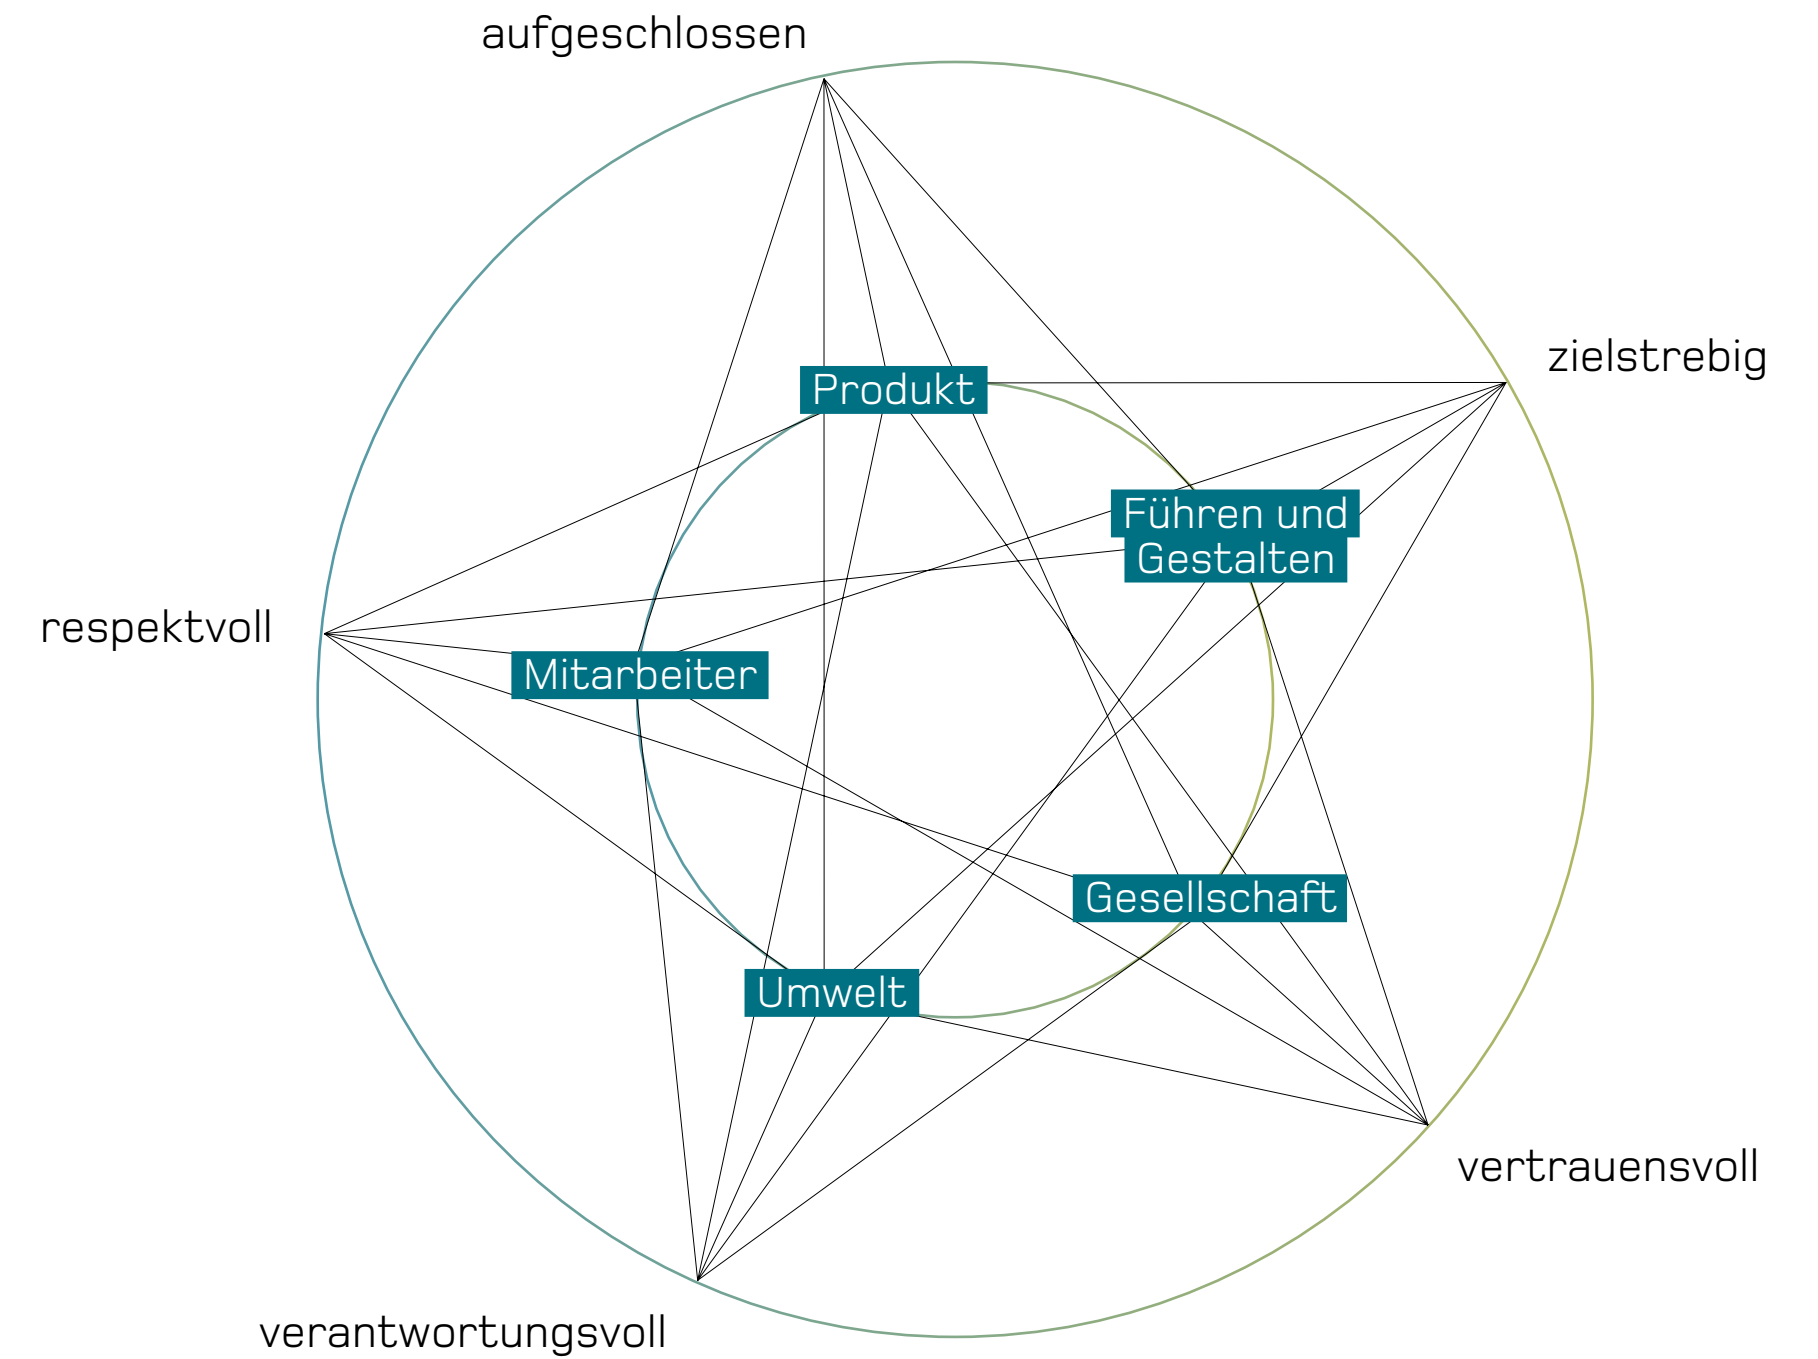 aufgeschlossen
zielstrebig
Produkt
Führen und
Gestalten
respektvoll
Mitarbeiter
Gesellschaft
Umwelt
vertrauensvoll
verantwortungsvoll